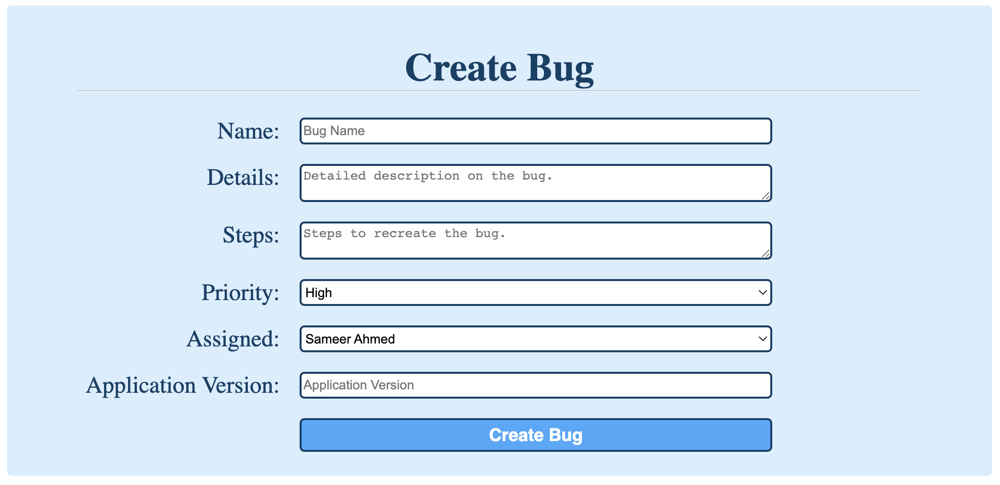 Create Bug
Name:
Bug Name
Details:
Detailed description on the bug.
Steps:
Steps to recreate the bug.
Priority:
High
Assigned:
Sameer Ahmed
Application Version:
Application Version
Create Bug